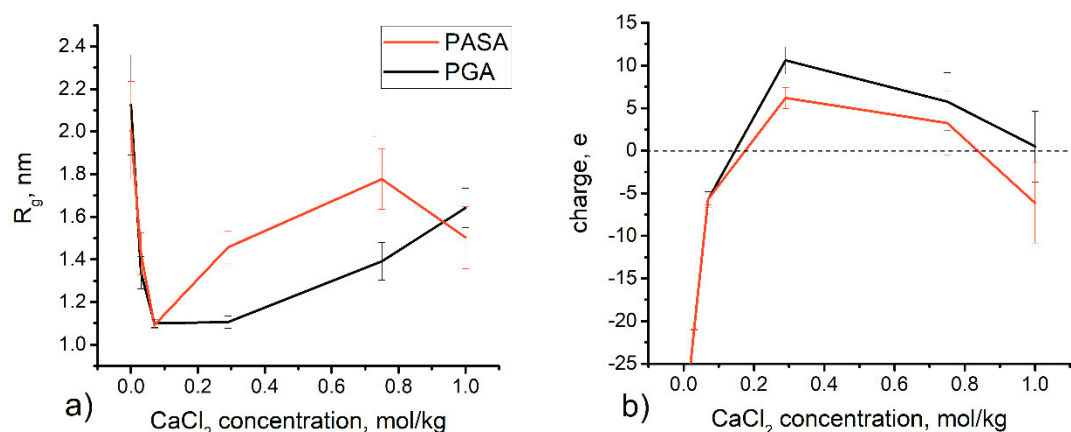 2.4
2.2
2.0
1.8
1.6
1.4
1.2
1.0
R_g, nm
PASA
PGA
0.0 0.2 0.4 0.6 0.8 1.0
a)
CaCl2 concentration, mol/kg
15
10
5
0
-5
-10
-15
-20
-25
charge, e
0.0 0.2 0.4 0.6 0.8 1.0
b)
CaCl2 concentration, mol/kg